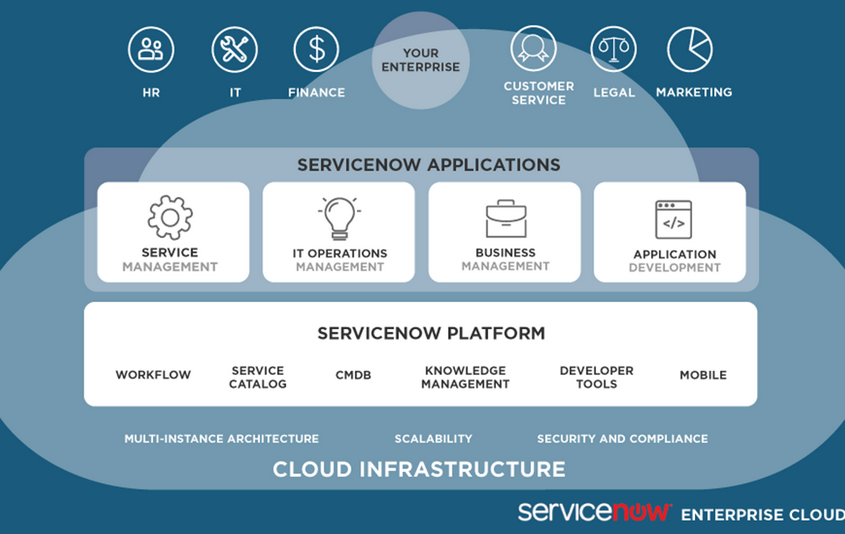 YOUR
ENTERPRISE
HR
IT
FINANCE
CUSTOMER
SERVICE
LEGAL
MARKETING
SERVICENOW APPLICATIONS
</>
SERVICE
MANAGEMENT
IT OPERATIONS
MANAGEMENT
BUSINESS
MANAGEMENT
APPLICATION
DEVELOPMENT
SERVICENOW PLATFORM
WORKFLOW
SERVICE
CATALOG
CMDB
KNOWLEDGE
MANAGEMENT
DEVELOPER
TOOLS
MOBILE
MULTI-INSTANCE ARCHITECTURE
SCALABILITY
SECURITY AND COMPLIANCE
CLOUD INFRASTRUCTURE
servicenow ENTERPRISE CLOUD